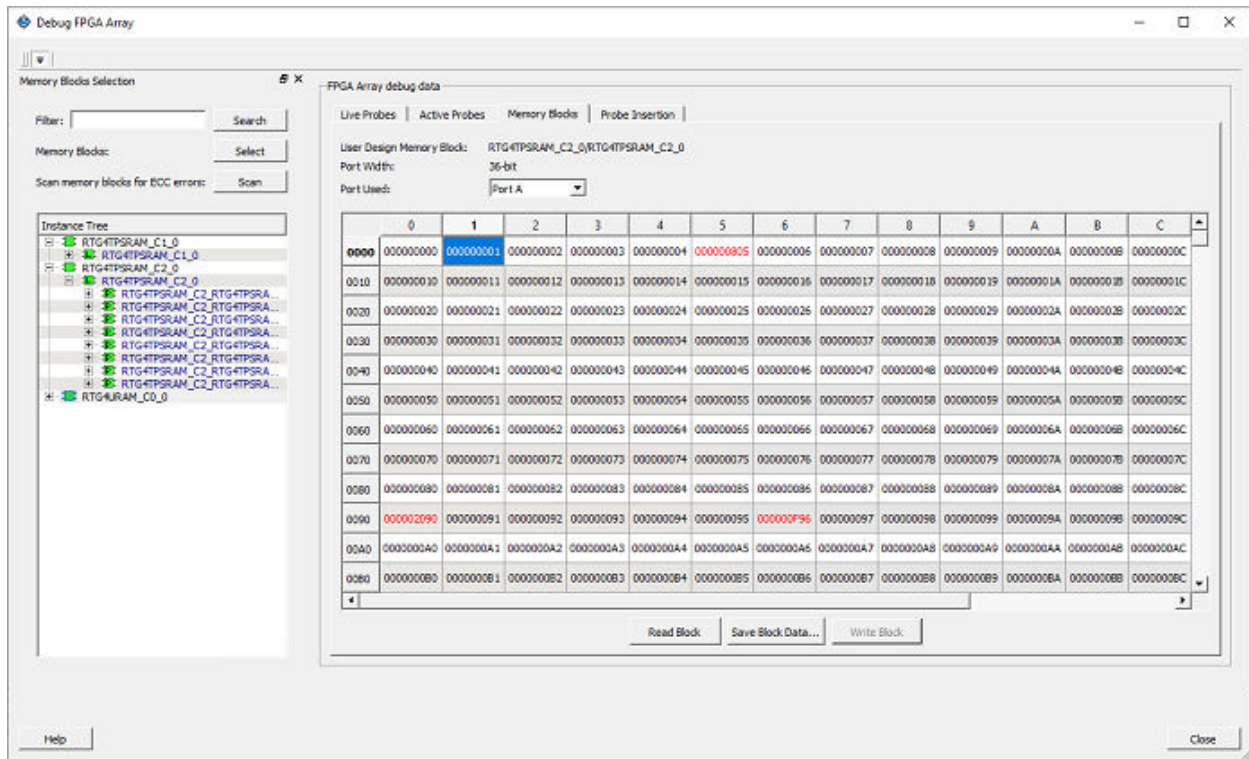 Debug FPGA Array
Memory Blocks Selection
Filter: Search
Memory Blocks: Select
Scan memory blocks for ECC errors: Scan
Instance Tree
RTG4TPSRAM_C1_0
RTG4TPSRAM_C1_0
RTG4TPSRAM_C2_0
RTG4TPSRAM_C2_0
RTG4TPSRAM_C2_RTG4TPSRA...
RTG4TPSRAM_C2_RTG4TPSRA...
RTG4TPSRAM_C2_RTG4TPSRA...
RTG4TPSRAM_C2_RTG4TPSRA...
RTG4TPSRAM_C2_RTG4TPSRA...
RTG4TPSRAM_C2_RTG4TPSRA...
RTG4TPSRAM_C2_RTG4TPSRA...
RTG4TPSRAM_C2_RTG4TPSRA...
RTG4URAM_C0_0
FPGA Array debug data
Live Probes Active Probes Memory Blocks Probe Insertion
User Design Memory Block: RTG4TPSRAM_C2_0/RTG4TPSRAM_C2_0
Port Width: 36-bit
Port Used: Port A
0 1 2 3 4 5 6 7 8 9 A B C
0000 000000000 000000001 000000002 000000003 000000004 000000805 000000006 000000007 000000008 000000009 00000000A 00000000B 00000000C
0010 000000010 000000011 000000012 000000013 000000014 000000015 000000016 000000017 000000018 000000019 00000001A 00000001B 00000001C
0020 000000020 000000021 000000022 000000023 000000024 000000025 000000026 000000027 000000028 000000029 00000002A 00000002B 00000002C
0030 000000030 000000031 000000032 000000033 000000034 000000035 000000036 000000037 000000038 000000039 00000003A 00000003B 00000003C
0040 000000040 000000041 000000042 000000043 000000044 000000045 000000046 000000047 000000048 000000049 00000004A 00000004B 00000004C
0050 000000050 000000051 000000052 000000053 000000054 000000055 000000056 000000057 000000058 000000059 00000005A 00000005B 00000005C
0060 000000060 000000061 000000062 000000063 000000064 000000065 000000066 000000067 000000068 000000069 00000006A 00000006B 00000006C
0070 000000070 000000071 000000072 000000073 000000074 000000075 000000076 000000077 000000078 000000079 00000007A 00000007B 00000007C
0080 000000080 000000081 000000082 000000083 000000084 000000085 000000086 000000087 000000088 000000089 00000008A 00000008B 00000008C
0090 000002090 000000091 000000092 000000093 000000094 000000095 000000F96 000000097 000000098 000000099 00000009A 00000009B 00000009C
00A0 0000000A0 0000000A1 0000000A2 0000000A3 0000000A4 0000000A5 0000000A6 0000000A7 0000000A8 0000000A9 0000000AA 0000000AB 0000000AC
00B0 0000000B0 0000000B1 0000000B2 0000000B3 0000000B4 0000000B5 0000000B6 0000000B7 0000000B8 0000000B9 0000000BA 0000000BB 0000000BC
Read Block Save Block Data... Write Block
Help Close